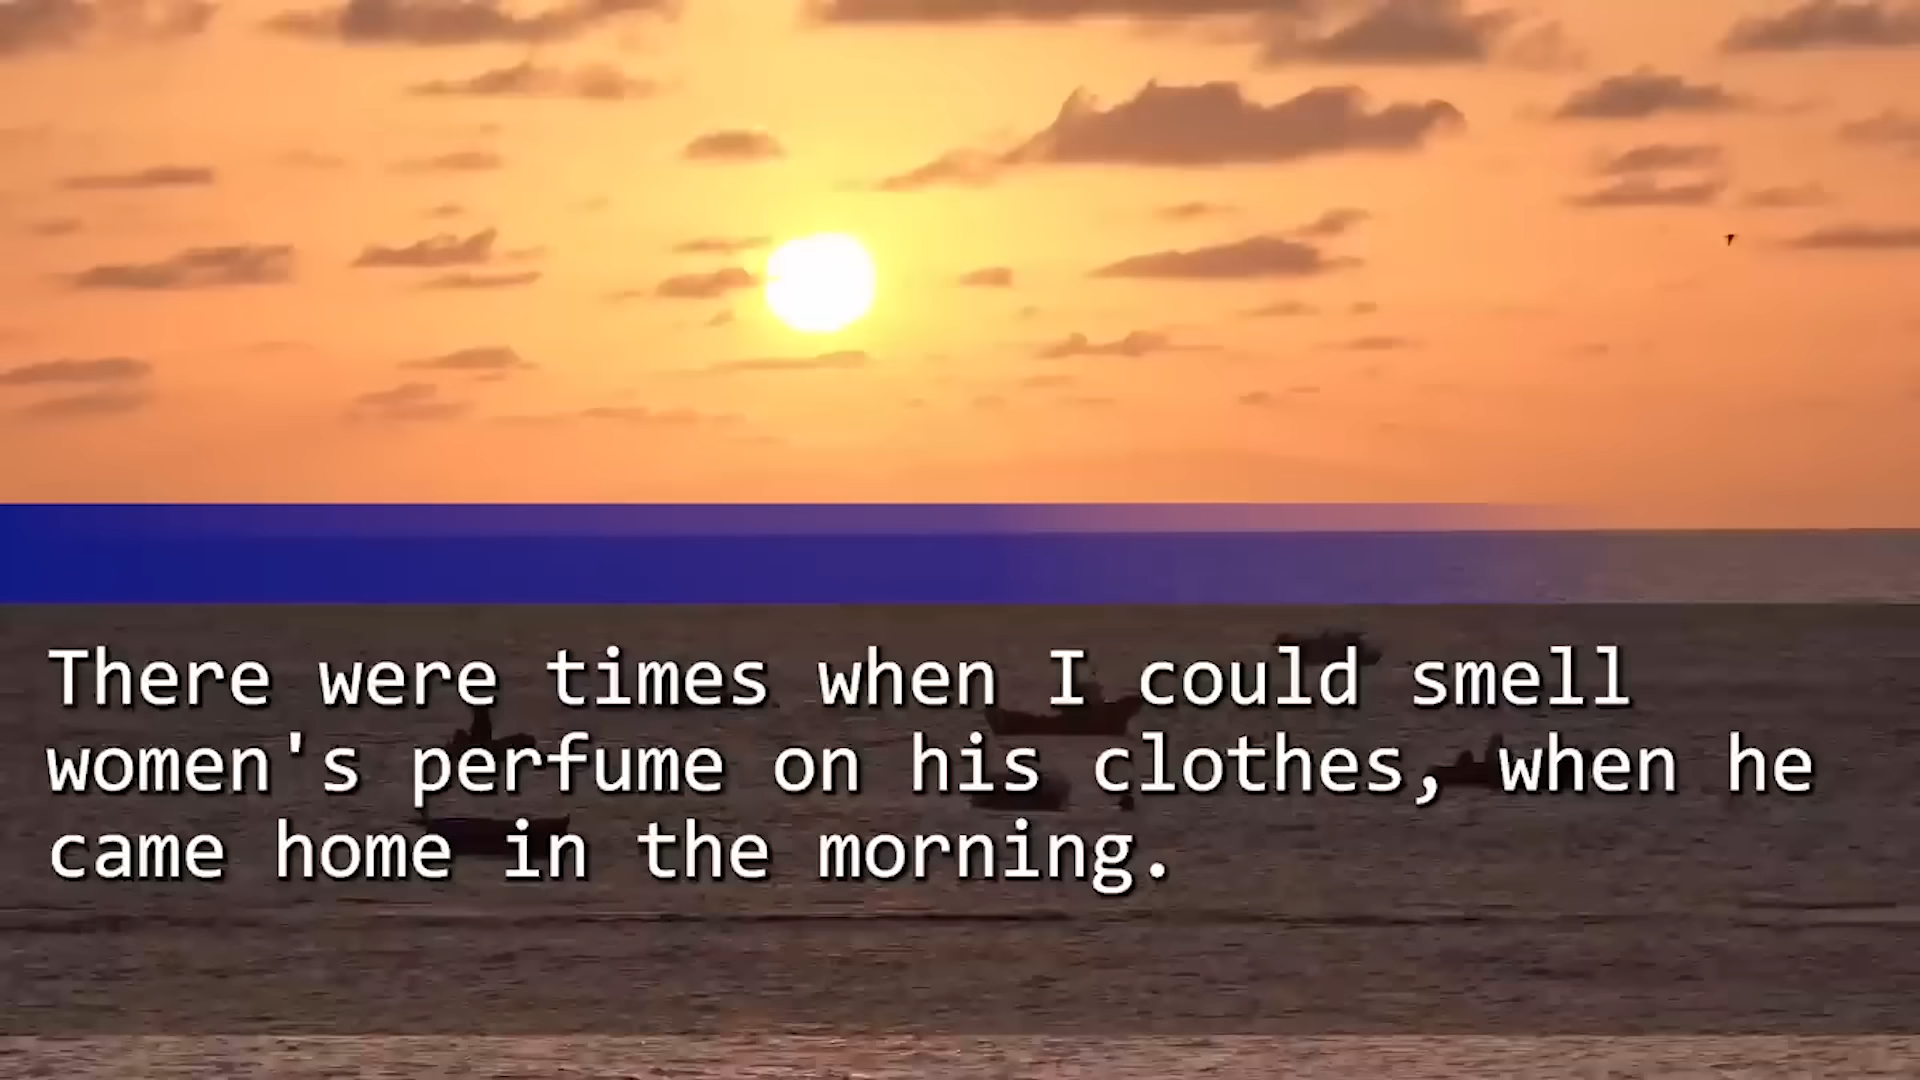 There were times when I could smell
women's perfume on his clothes, when he
came home in the morning.